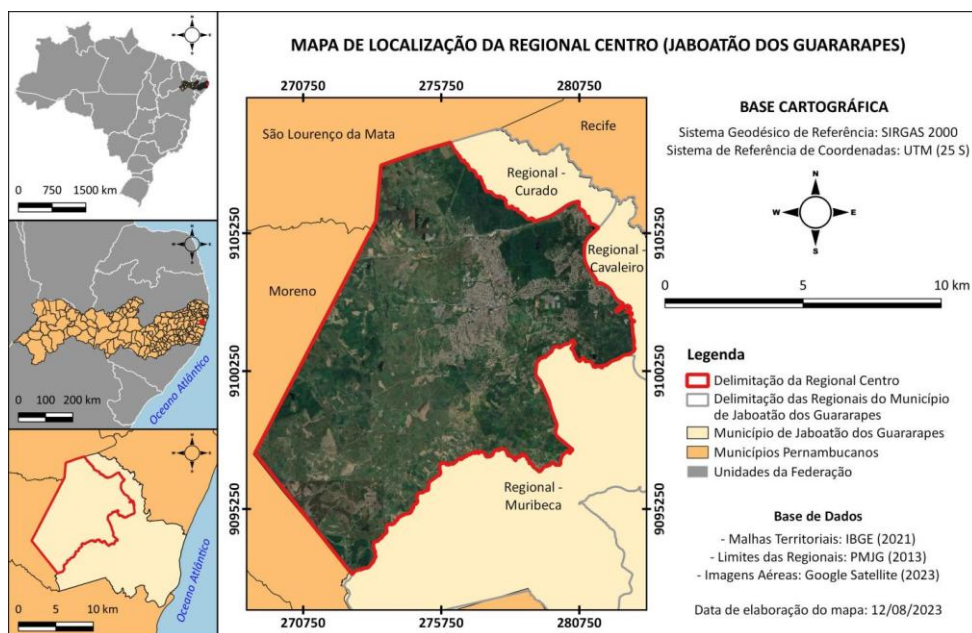 MAPA DE LOCALIZAÇÃO DA REGIONAL CENTRO (JABOATÃO DOS GUARARAPES)
N
W E
S
0 750 1500 km
N
W E
S
Oceano Atlântico
0 100 200 km
N
W E
S
Oceano Atlântico
0 5 10 km
270750 275750 280750
São Lourenço da Mata
Recife
Regional -
Curado
Regional -
Cavaleiro
Moreno
Regional -
Muribeca
9105250
9100250
9095250
9105250
9100250
9095250
270750 275750 280750
BASE CARTOGRÁFICA
Sistema Geodésico de Referência: SIRGAS 2000
Sistema de Referência de Coordenadas: UTM (25 S)
N
W E
S
0 5 10 km
Legenda
Delimitação da Regional Centro
Delimitação das Regionais do Município
de Jaboatão dos Guararapes
Município de Jaboatão dos Guararapes
Municípios Pernambucanos
Unidades da Federação
Base de Dados
- Malhas Territoriais: IBGE (2021)
- Limites das Regionais: PMJG (2013)
- Imagens Aéreas: Google Satellite (2023)
Data de elaboração do mapa: 12/08/2023